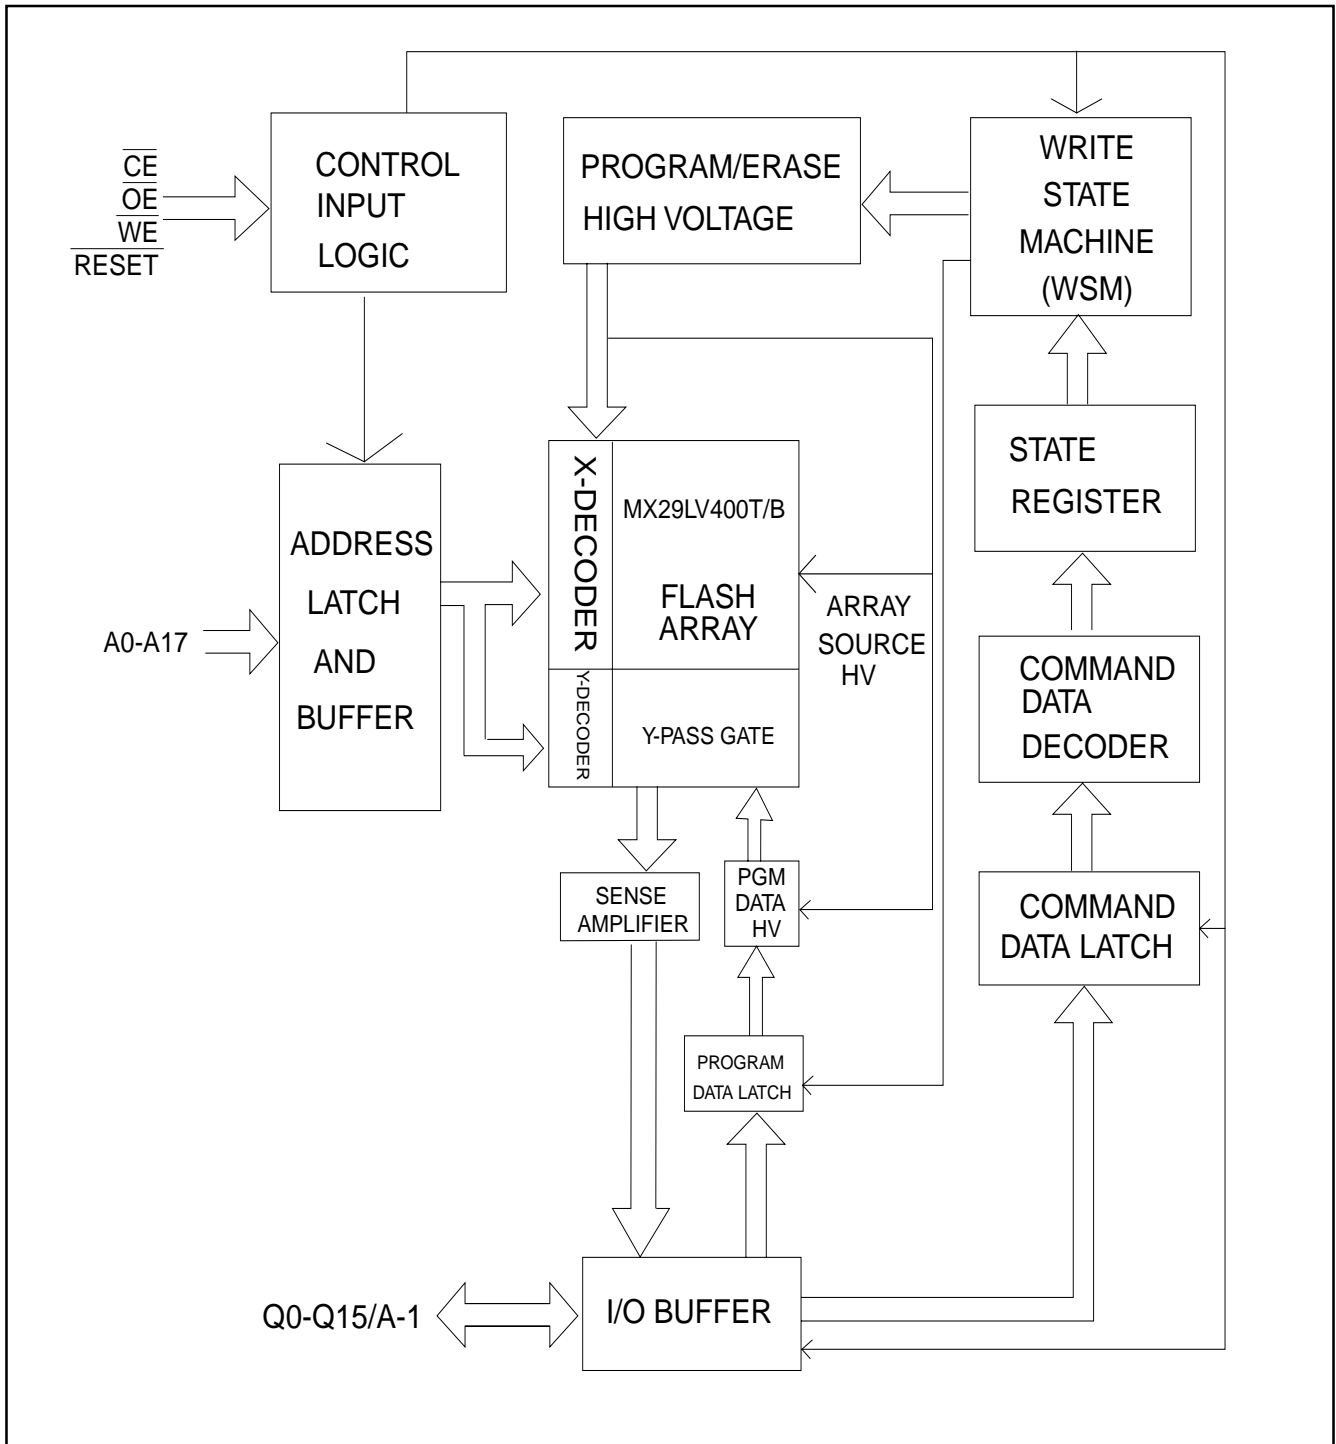 CE
OE
WE
RESET
CONTROL
INPUT
LOGIC
PROGRAM/ERASE
HIGH VOLTAGE
WRITE
STATE
MACHINE
(WSM)
STATE
REGISTER
A0-A17
ADDRESS
LATCH
AND
BUFFER
X-DECODER
MX29LV400T/B
FLASH
ARRAY
Y-DECODER
Y-PASS GATE
ARRAY
SOURCE
HV
COMMAND
DATA
DECODER
SENSE
AMPLIFIER
PGM
DATA
HV
COMMAND
DATA LATCH
PROGRAM
DATA LATCH
Q0-Q15/A-1
I/O BUFFER